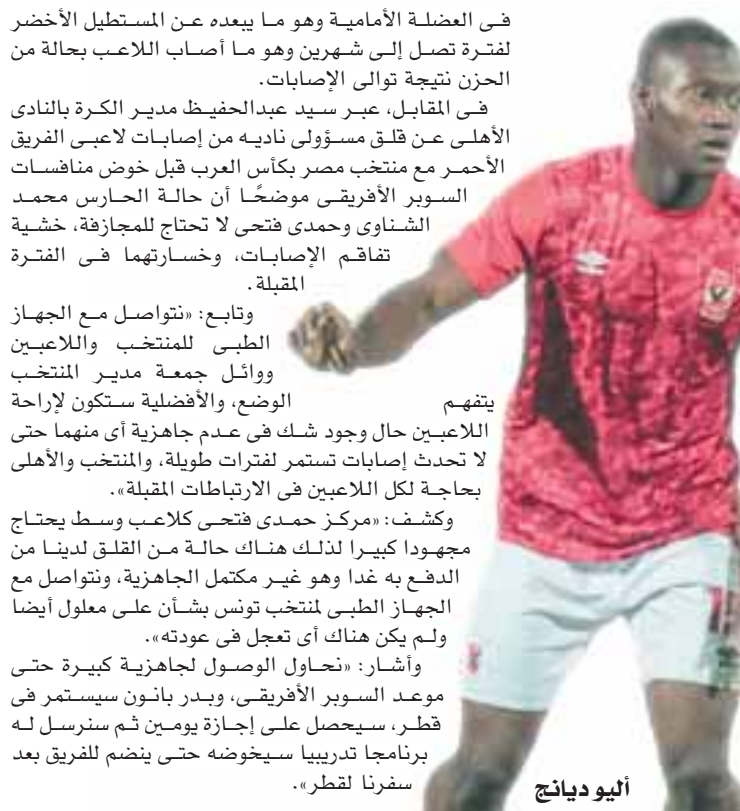 فى العضلة الأمامية وهو ما يبعده عن المستطيل الأخضر
لفترة تصل إلى شهرين وهو ما أصاب اللاعب بحالة من
الحزن نتيجة توالى الإصابات.
فى المقابل، عبر سيد عبدالحفيظ مدير الكرة بالنادى
الأهلى عن قلق مسؤولى ناديه من إصابات لاعبى الفريق
الأحمر مع منتخب مصر بكأس العرب قبل خوض منافسات
السوبر الأفريقى موضحًا أن حالة الحارس محمد
الشناوى وحمدى فتحى لا تحتاج للمجازفة، خشية
تفاقم الإصابات، وخسارتهما فى الفترة
المقبلة.
وتابع: «نتواصل مع الجهاز
الطبى للمنتخب واللاعبين
ووائل جمعة مدير المنتخب
يتفهم الوضع، والأفضلية ستكون لإراحة
اللاعبين حال وجود شك فى عدم جاهزية أى منهما حتى
لا تحدث إصابات تستمر لفترات طويلة، والمنتخب والأهلى
بحاجة لكل اللاعبين فى الارتباطات المقبلة».
وكشف: «مركز حمدى فتحى كلاعب وسط يحتاج
مجهودا كبيرا لذلك هناك حالة من القلق لدينا من
الدفع به غدا وهو غير مكتمل الجاهزية، ونتواصل مع
الجهاز الطبى لمنتخب تونس بشأن على معلول أيضا
ولم يكن هناك أى تعجل فى عودته».
وأشار: «نحاول الوصول لجاهزية كبيرة حتى
موعد السوبر الأفريقى، وبدر بانون سيستمر فى
قطر، سيحصل على إجازة يومين ثم سنرسل له
برنامجا تدريبيا سيخوضه حتى ينضم للفريق بعد
سفرنا لقطر».
أليو ديانج